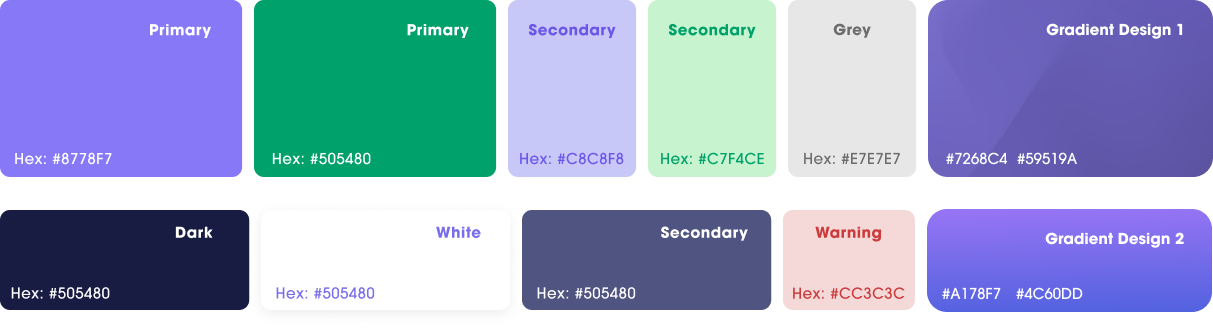 Primary
Hex: #8778F7
Primary
Hex: #505480
Secondary
Hex: #C8C8F8
Secondary
Hex: #C7F4CE
Grey
Hex: #E7E7E7
Gradient Design 1
#7268C4 #59519A
Dark
Hex: #505480
White
Hex: #505480
Secondary
Hex: #505480
Warning
Hex: #CC3C3C
Gradient Design 2
#A178F7 #4C60DD